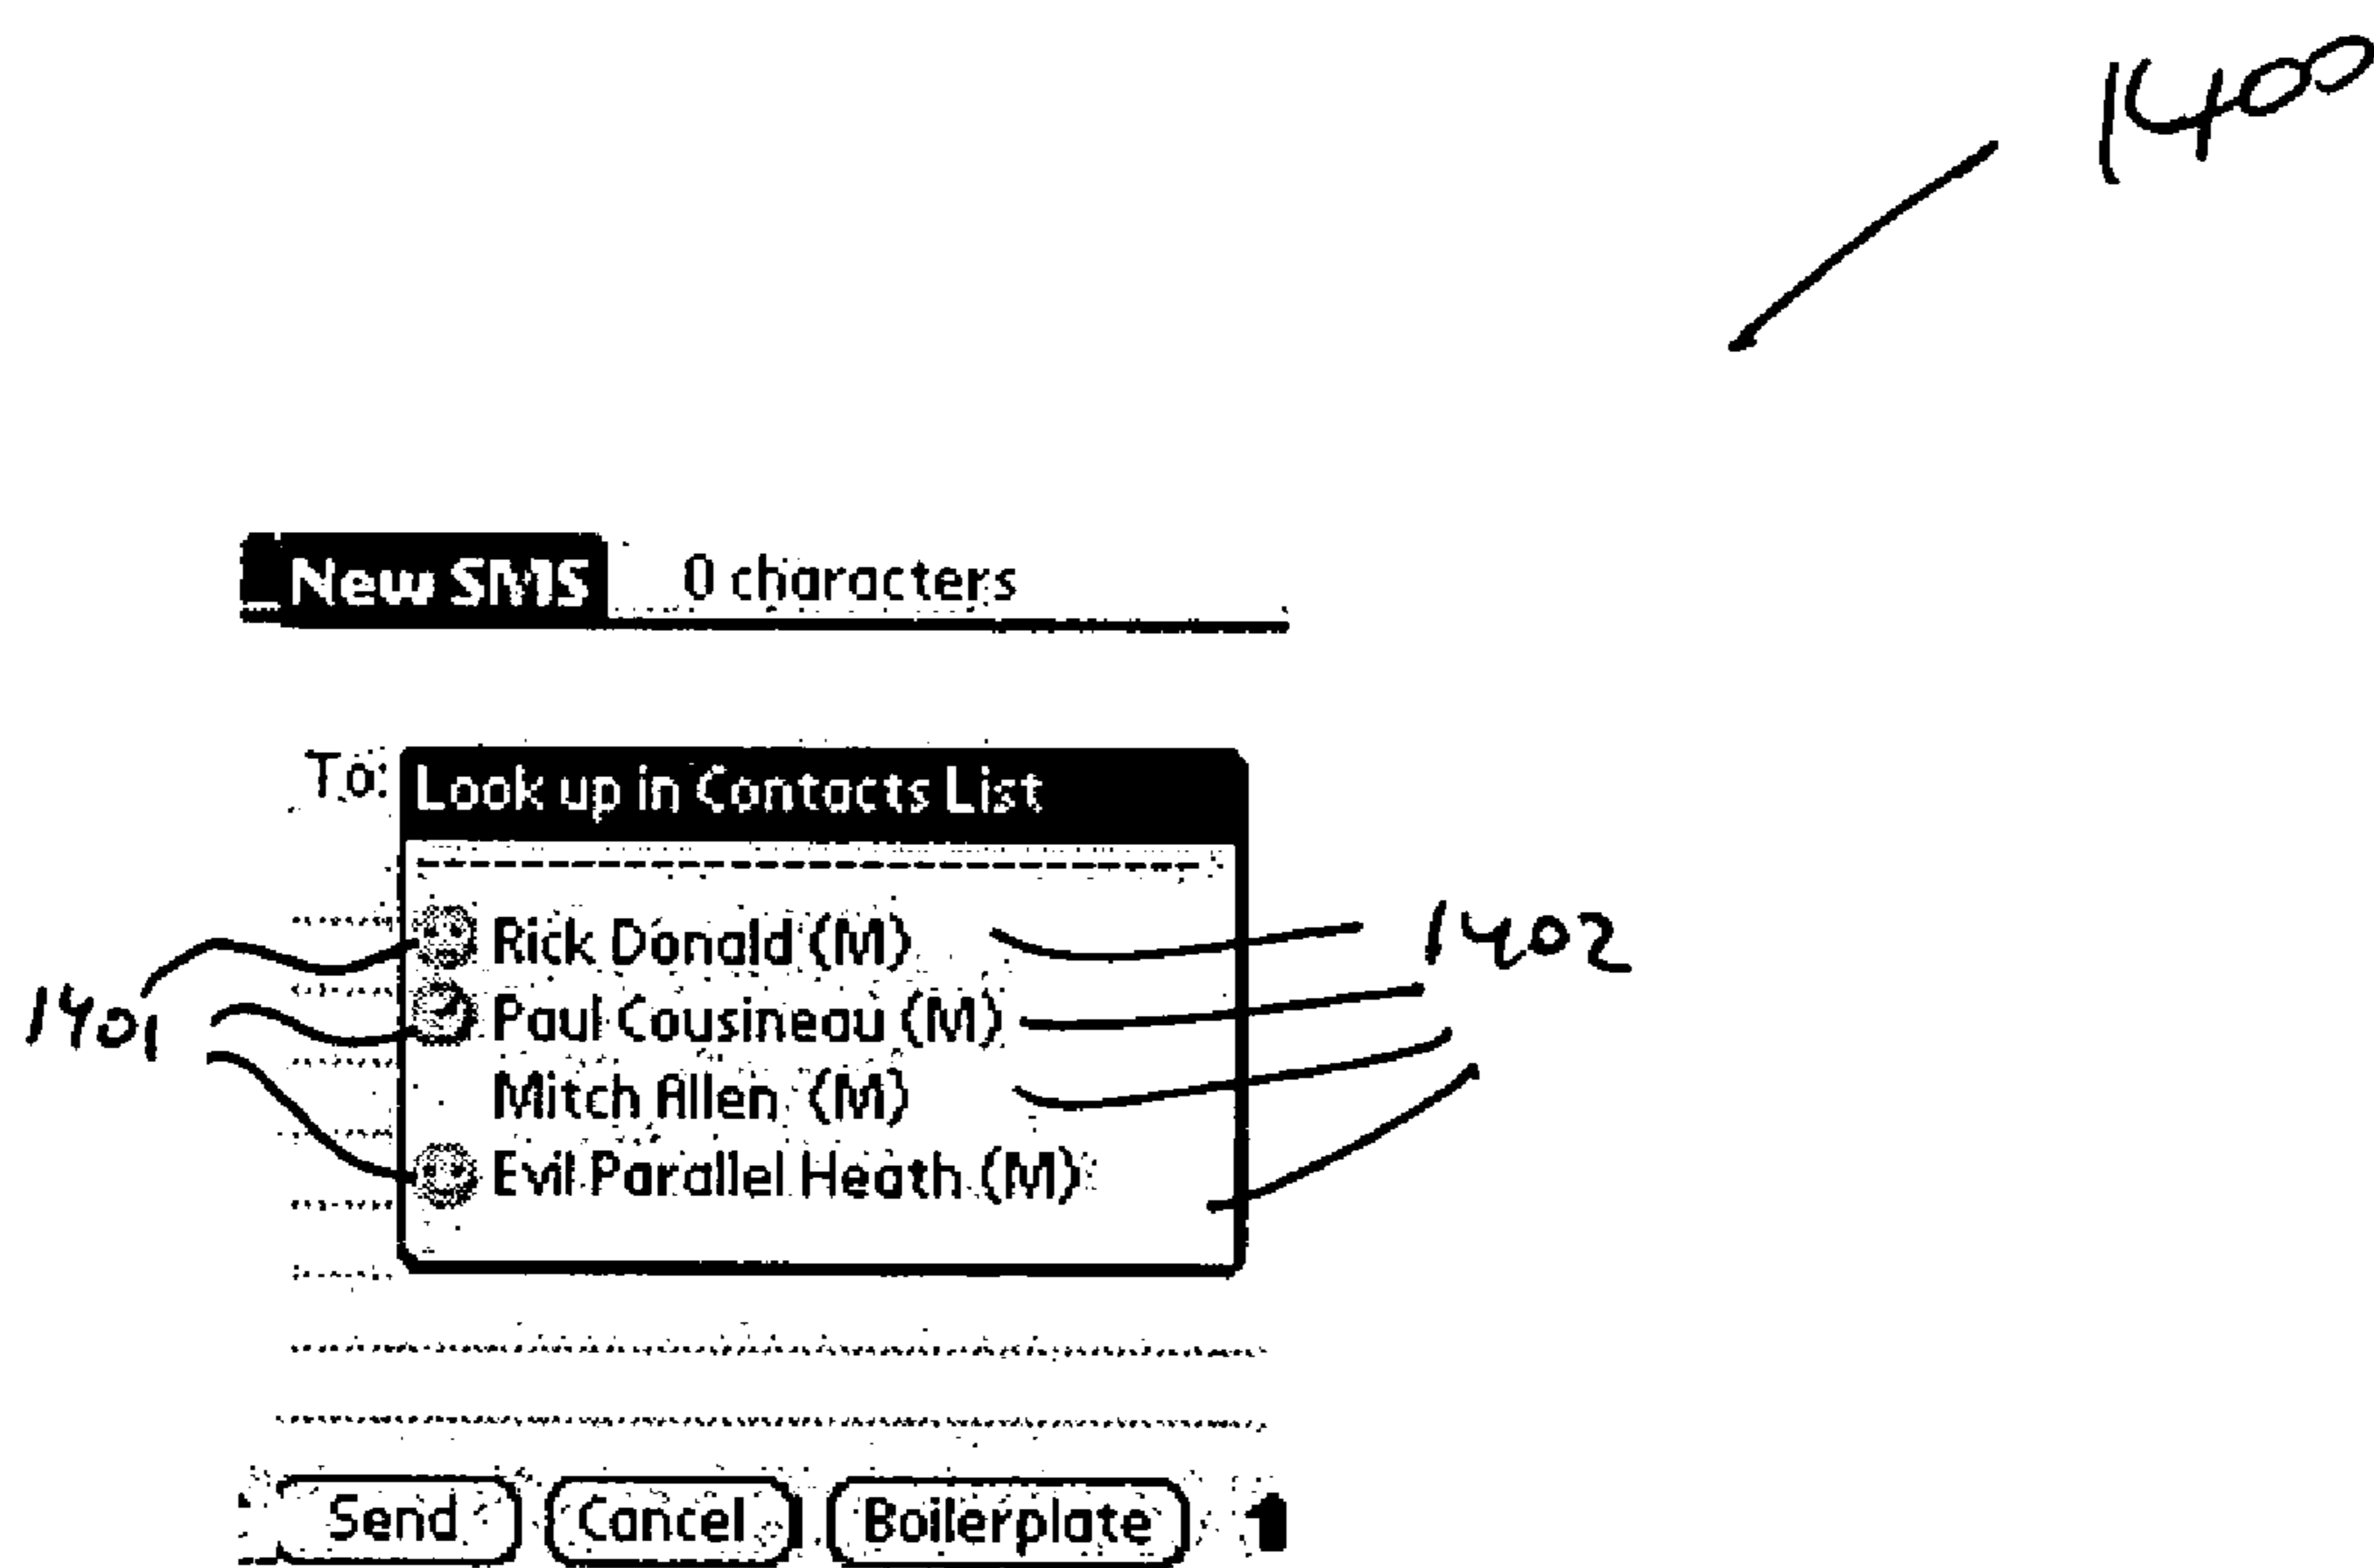 1400
New SMS 0 characters
To: Look up in Contacts List
Rick Donald (M)
1402
1401
Paul Cousineau (M)
Mitch Allen (M)
Evil Parallel Heath (M)
Send Cancel Boilerplate